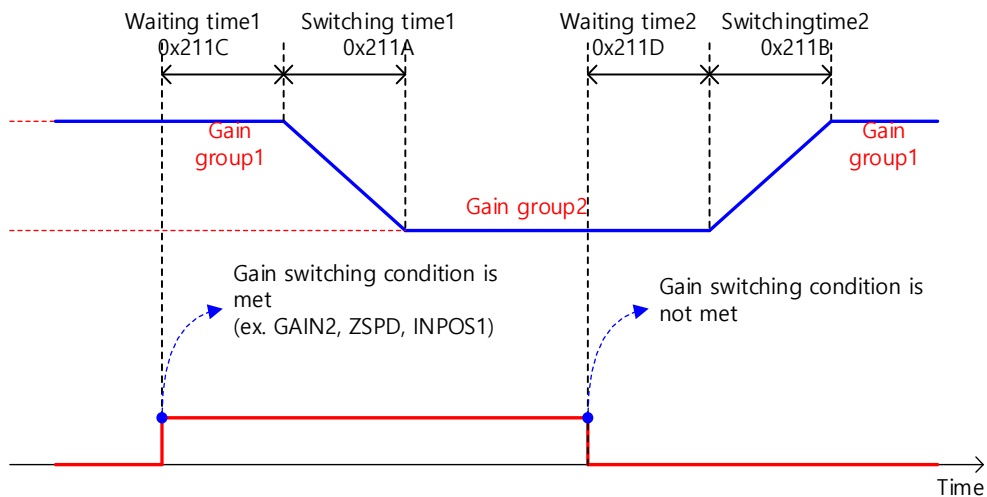 Waiting time1
0x211C
Switching time1
0x211A
Waiting time2
0x211D
Switchingtime2
0x211B
Gain
group1
Gain group2
Gain
group1
Gain switching condition is
met
(ex. GAIN2, ZSPD, INPOS1)
Gain switching condition is
not met
Time